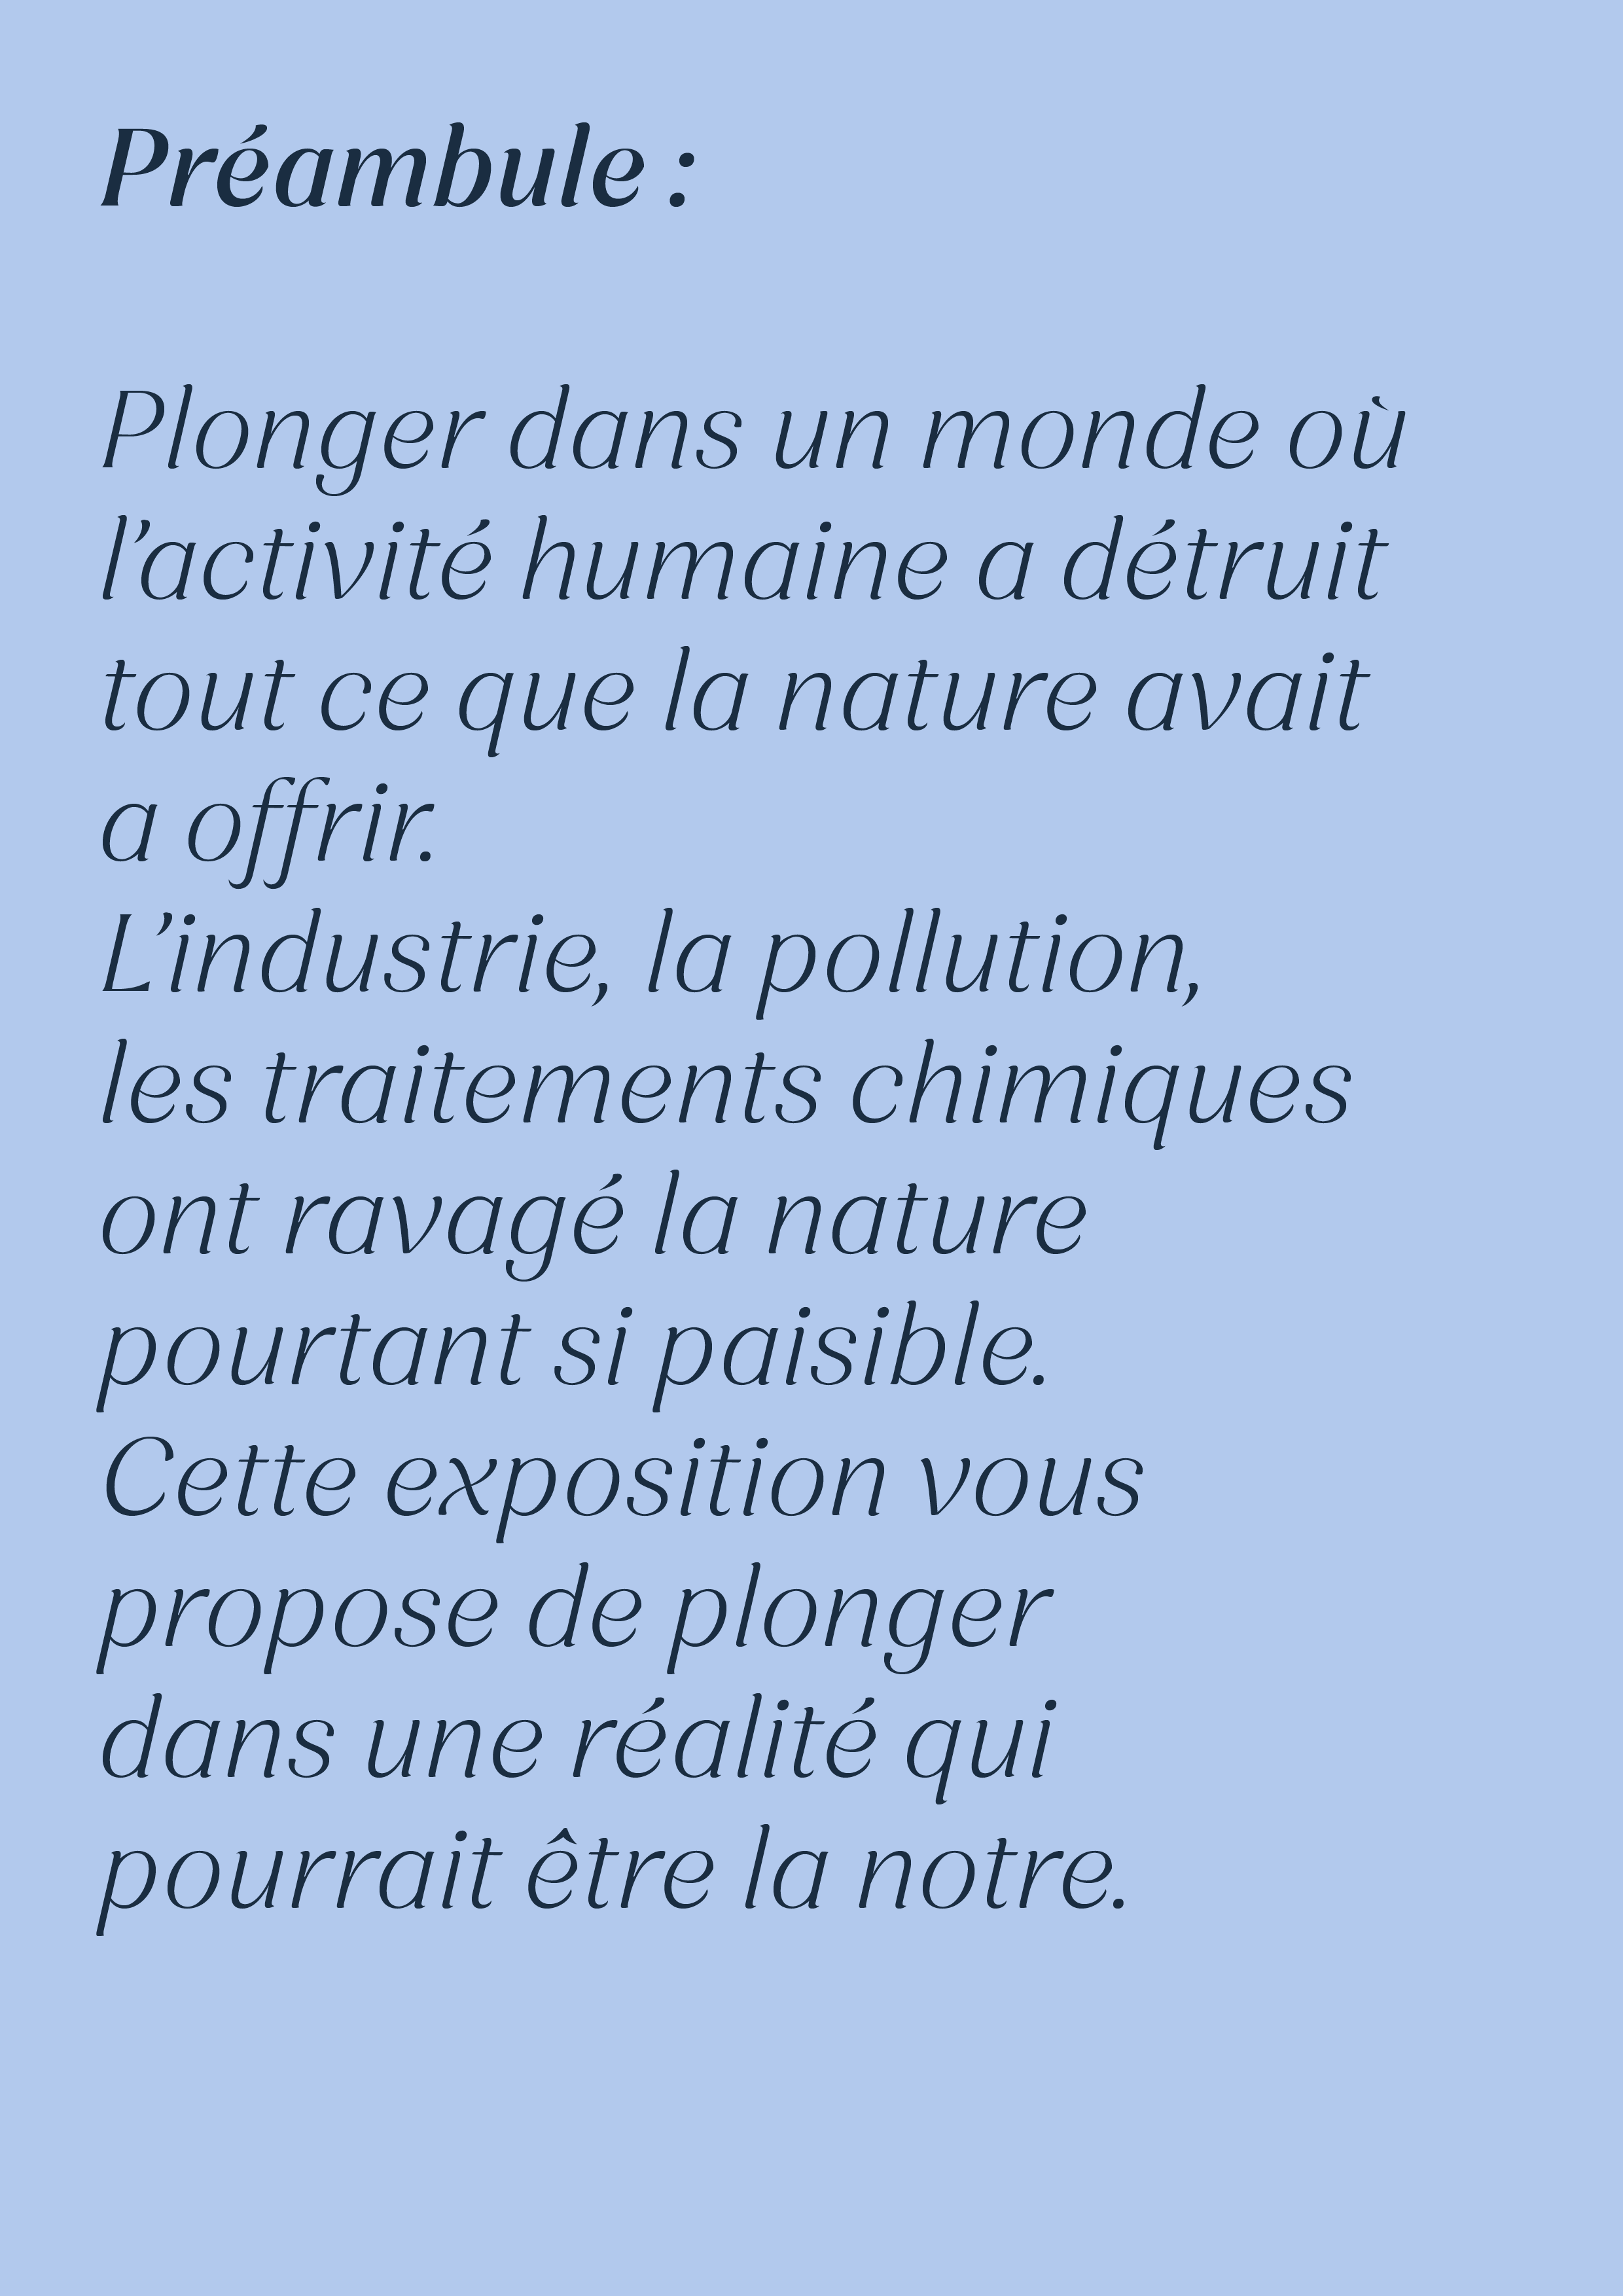 Préambule :
Plonger dans un monde où
l’activité humaine a détruit
tout ce que la nature avait
a offrir.
L’industrie, la pollution,
les traitements chimiques
ont ravagé la nature
pourtant si paisible.
Cette exposition vous
propose de plonger
dans une réalité qui
pourrait être la notre.